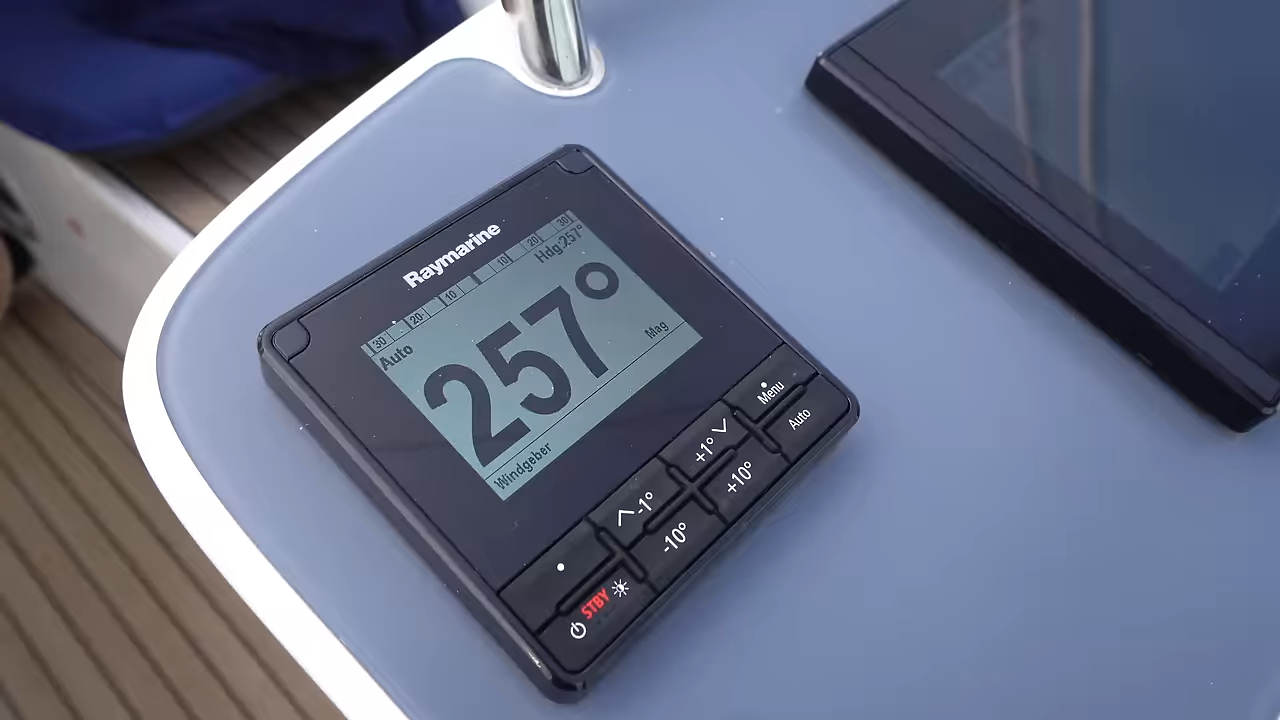 Raymarine
30 20 10 10 20 30
Auto Hdg:257°
257°
Mag
Windgeber
-1° +1° Menu
STBY -10° +10° Auto